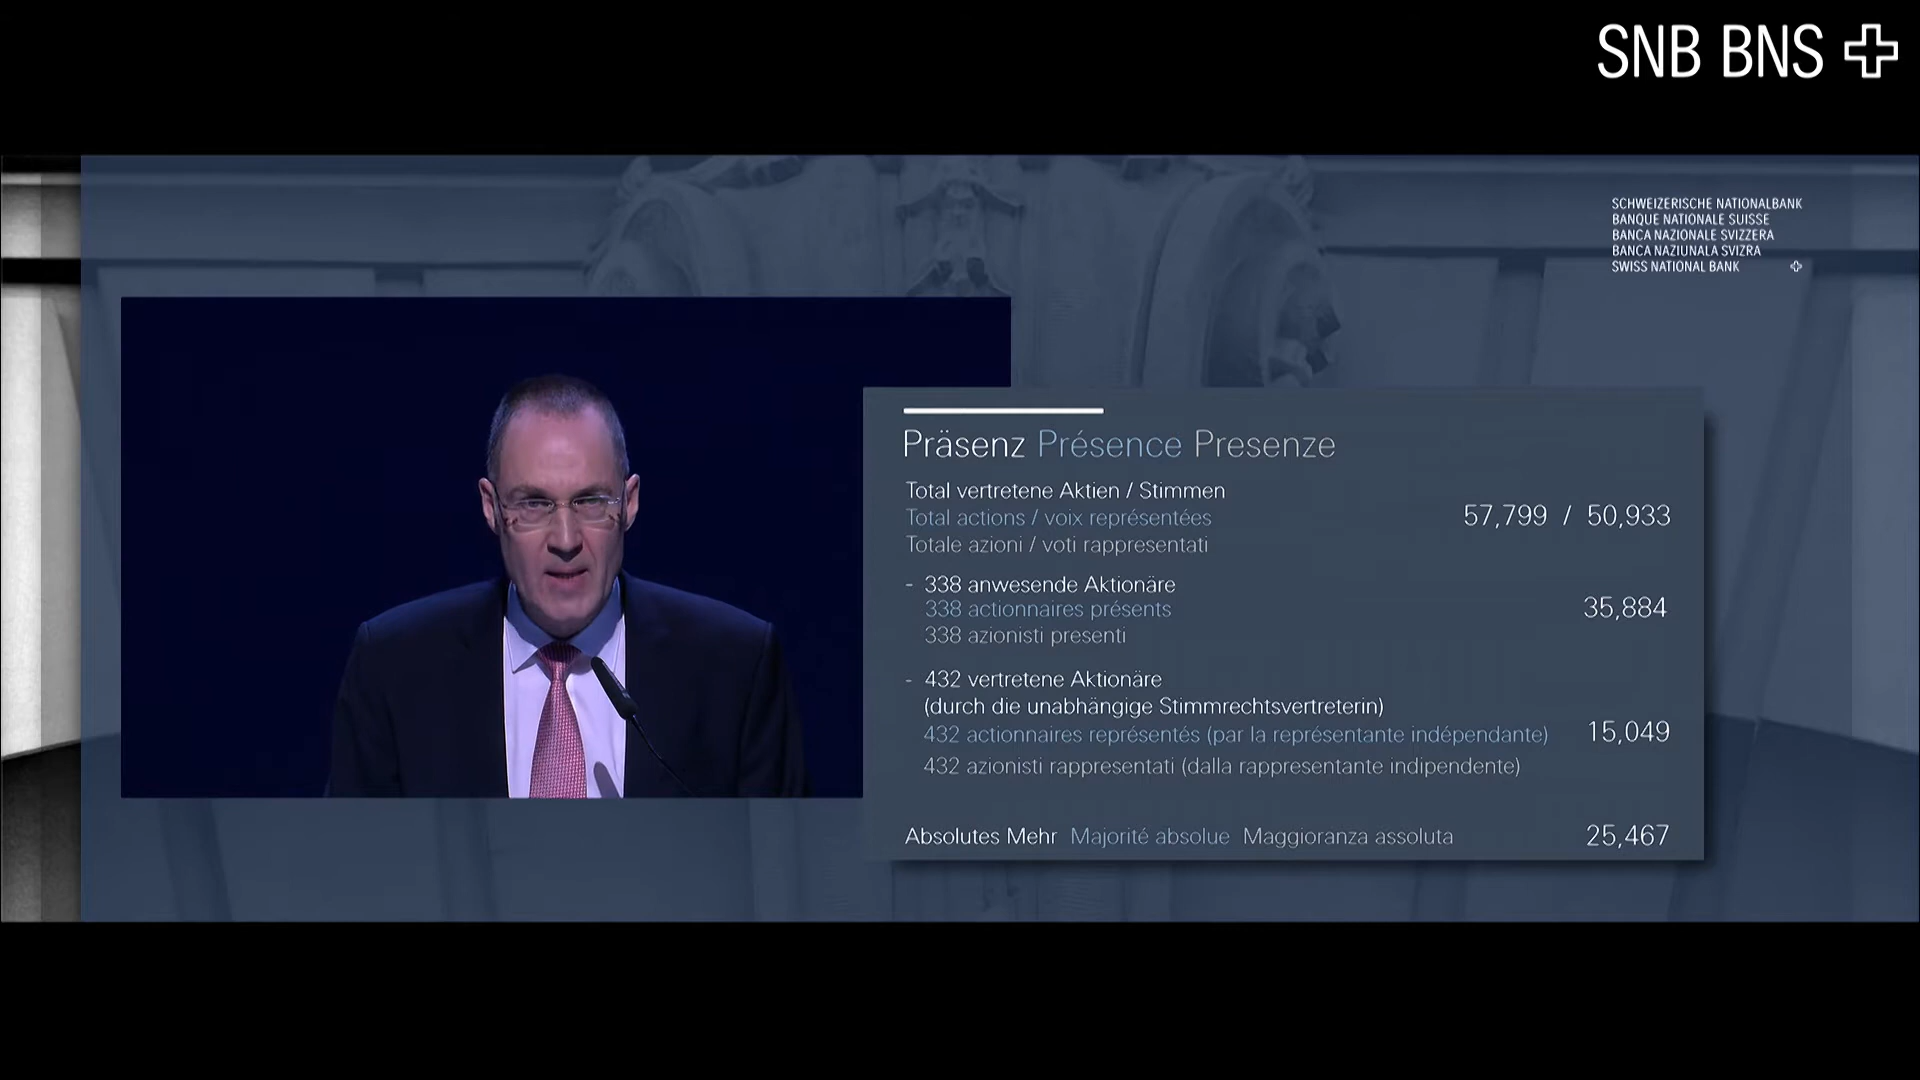 SNB BNS
SCHWEIZERISCHE NATIONALBANK
BANQUE NATIONALE SUISSE
BANCA NAZIONALE SVIZZERA
BANCA NAZIUNALA SVIZRA
SWISS NATIONAL BANK
Präsenz Présence Presenze
Total vertretene Aktien / Stimmen
Total actions / voix représentées
57,799 / 50,933
Totale azioni / voti rappresentati
- 338 anwesende Aktionäre
338 actionnaires présents
35,884
338 azionisti presenti
- 432 vertretene Aktionäre
(durch die unabhängige Stimmrechtsvertreterin)
432 actionnaires représentés (par la représentante indépendante)
15,049
432 azionisti rappresentati (dalla rappresentante indipendente)
Absolutes Mehr Majorité absolue Maggioranza assoluta 25,467